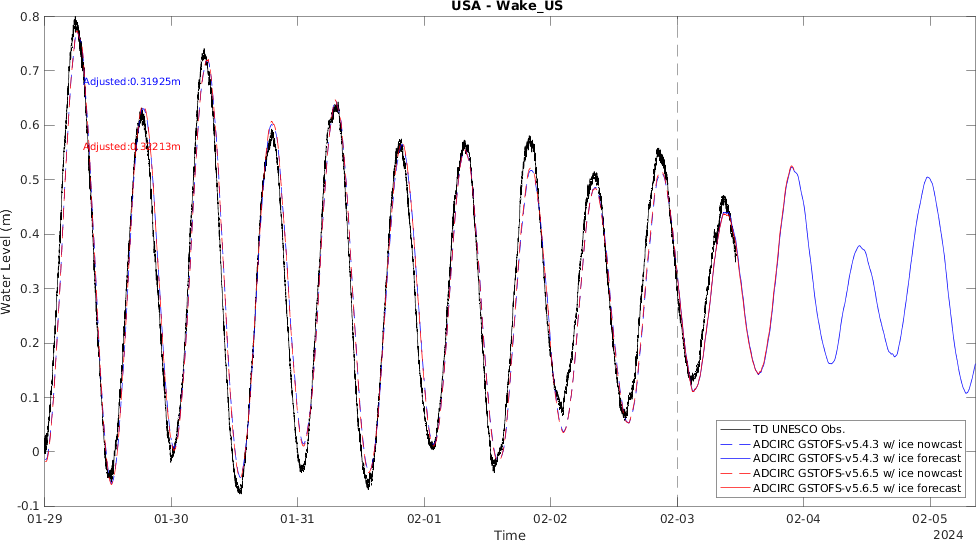 USA - Wake_US
0.8
0.7
0.6
0.5
0.4
0.3
0.2
0.1
0
-0.1
Water Level (m)
Adjusted:0.31925m
Adjusted:0.32213m
TD UNESCO Obs.
ADCIRC GSTOFS-v5.4.3 w/ ice nowcast
ADCIRC GSTOFS-v5.4.3 w/ ice forecast
ADCIRC GSTOFS-v5.6.5 w/ ice nowcast
ADCIRC GSTOFS-v5.6.5 w/ ice forecast
01-29 01-30 01-31 02-01 02-02 02-03 02-04 02-05
Time
2024